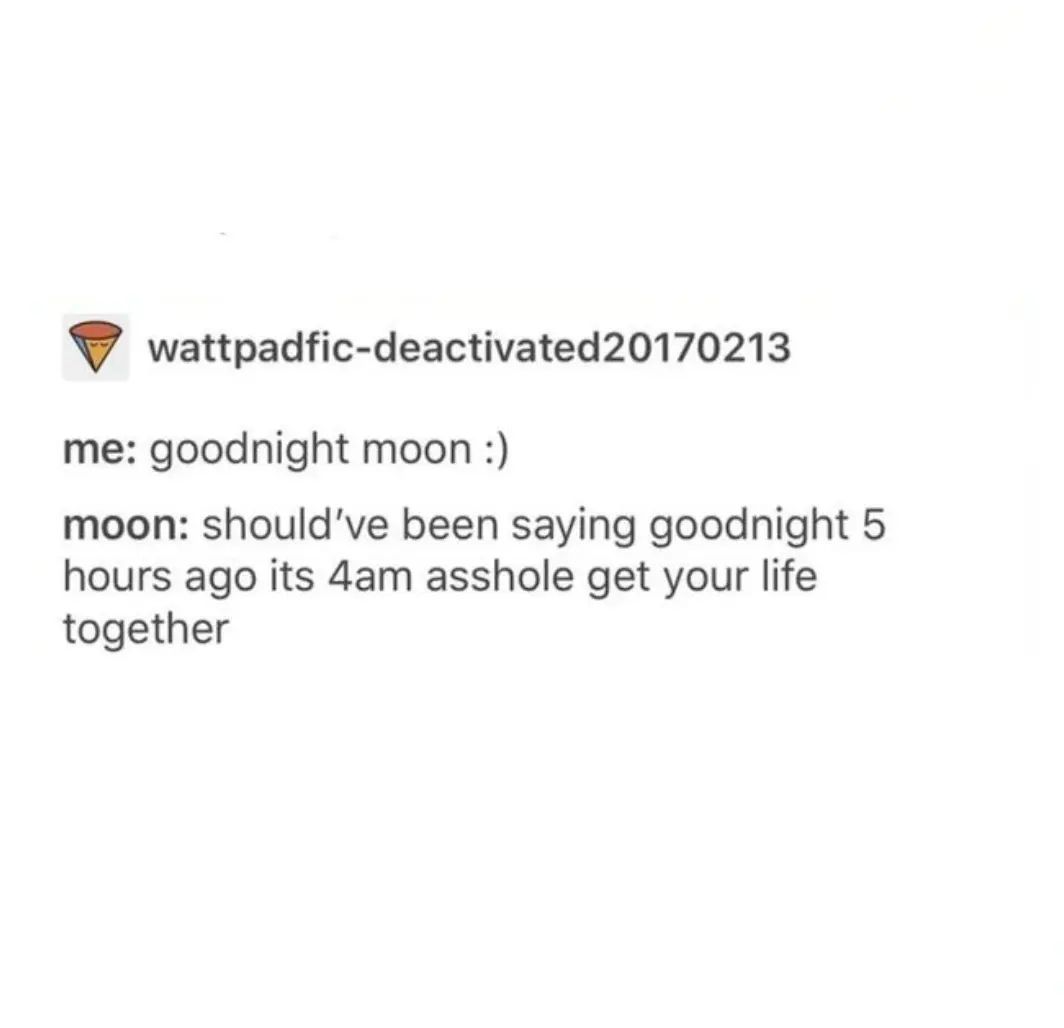 wattpadfic-deactivated20170213
me: goodnight moon :)
moon: should've been saying goodnight 5
hours ago its 4am asshole get your life
together